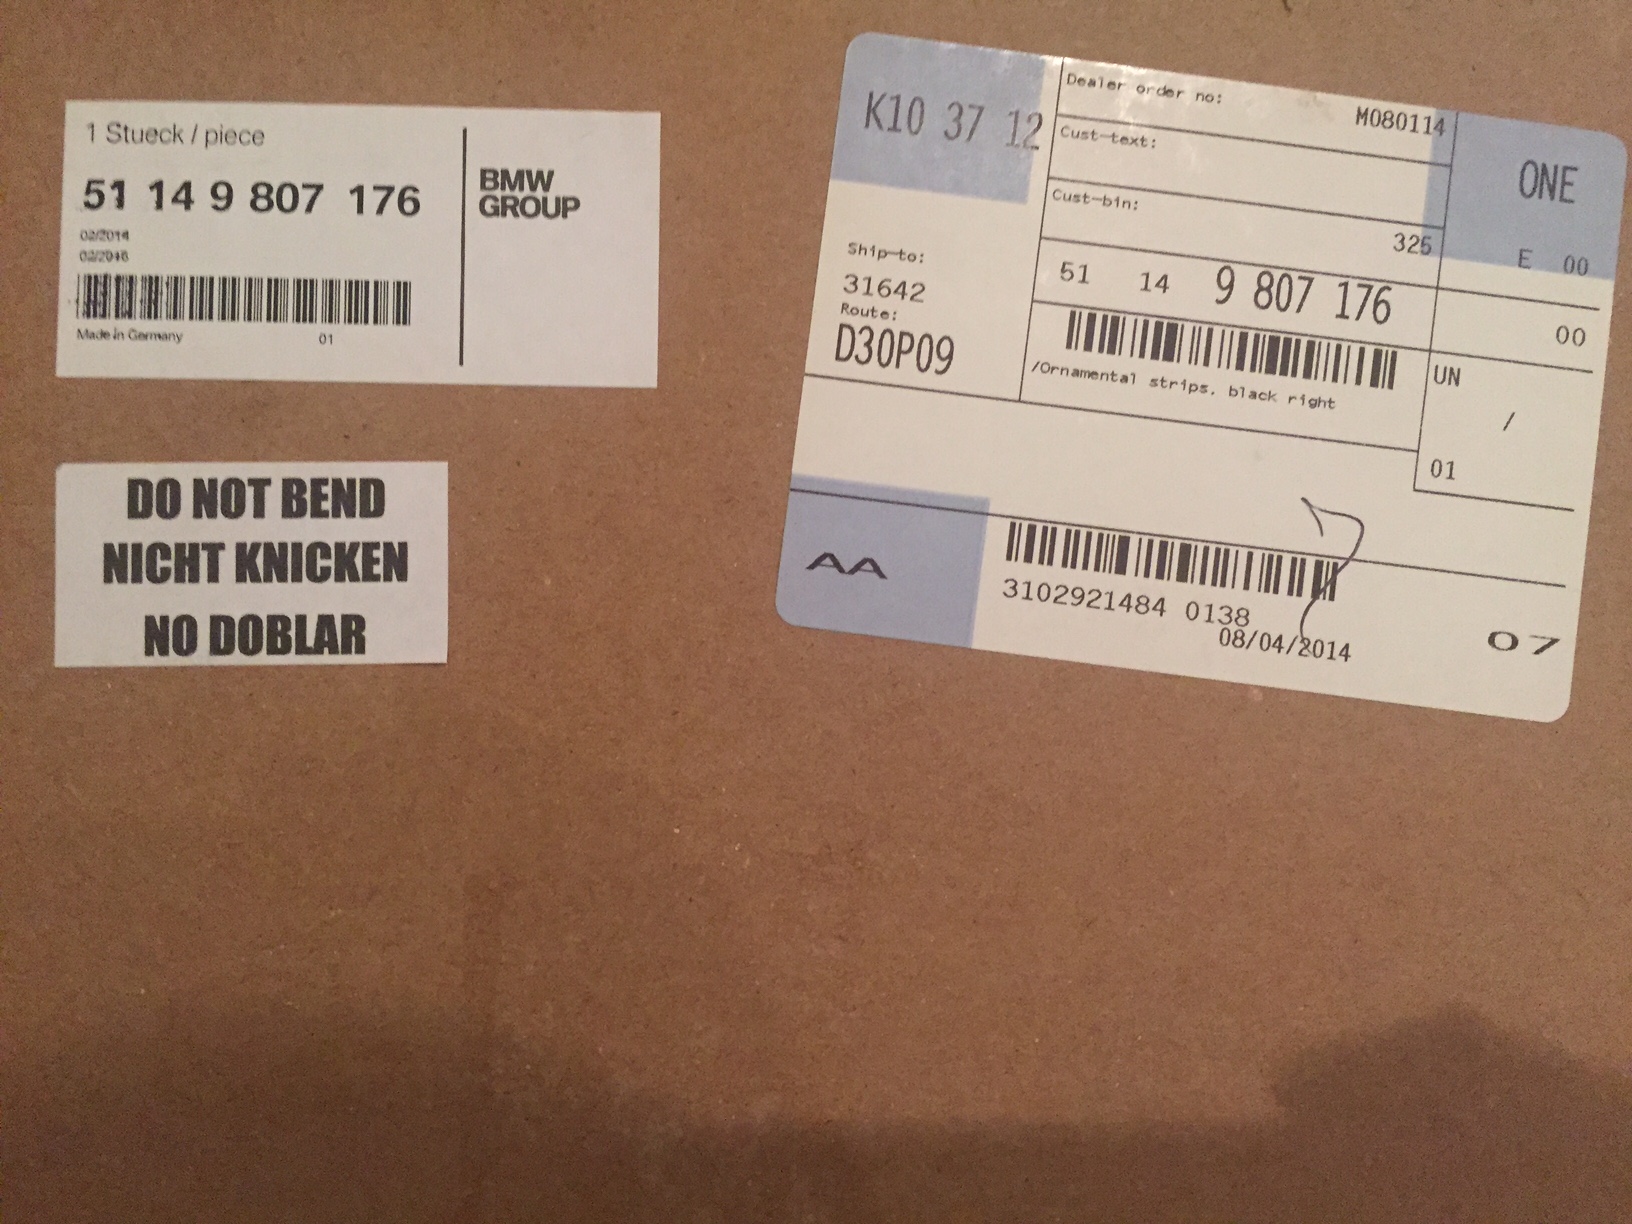 1 Stueck / piece
51 14 9 807 176
02/2014
Made in Germany 01
BMW
GROUP
DO NOT BEND
NICHT KNICKEN
NO DOBLAR
K10 37 12
Dealer order no:
M080114
Cust-text:
Cust-bin:
326
ONE
E 00
Ship-to:
31642
Route:
D30P09
51 14 9 807 176
/Ornamental strips. black right
00
UN
/
01
AA
3102921484 0138
08/04/2014
07